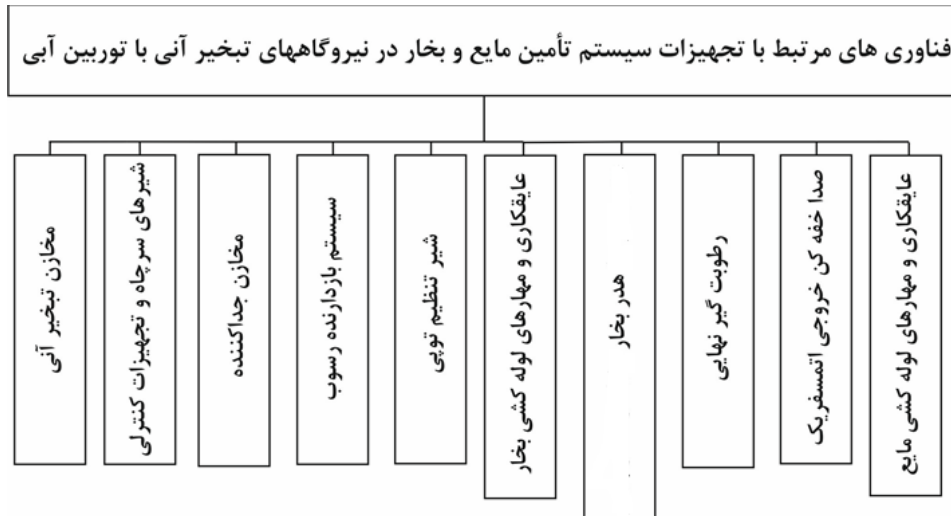 فناوری های مرتبط با تجهیزات سیستم تأمین مایع و بخار در نیروگاههای تبخیر آنی با توربین آبی
عایقکاری و مهارهای لوله کشی مایع
صدا خفه کن خروجی اتمسفریک
رطوبت گیر نهایی
هدر بخار
عایقکاری و مهارهای لوله کشی بخار
شیر تنظیم توپی
سیستم بازدارنده رسوب
مخازن جداکننده
شیرهای سرچاه و تجهیزات کنترلی
مخازن تبخیر آنی